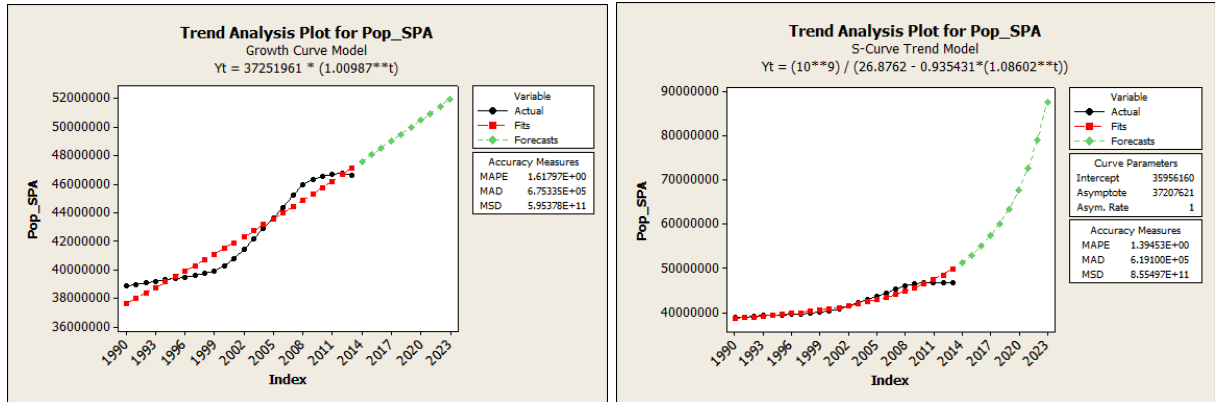 Trend Analysis Plot for Pop_SPA
Growth Curve Model
Yt = 37251961 * (1.00987**t)
52000000
50000000
48000000
46000000
44000000
42000000
40000000
38000000
36000000
Pop_SPA
1990 1993 1996 1999 2002 2005 2008 2011 2014 2017 2020 2023
Index
Variable
Actual
Fits
Forecasts
Accuracy Measures
MAPE 1.61797E+00
MAD 6.75335E+05
MSD 5.95378E+11
Trend Analysis Plot for Pop_SPA
S-Curve Trend Model
Yt = (10**9) / (26.8762 - 0.935431*(1.08602**t))
90000000
80000000
70000000
60000000
50000000
40000000
Pop_SPA
1990 1993 1996 1999 2002 2005 2008 2011 2014 2017 2020 2023
Index
Variable
Actual
Fits
Forecasts
Curve Parameters
Intercept 35956160
Asymptote 37207621
Asym. Rate 1
Accuracy Measures
MAPE 1.39453E+00
MAD 6.19100E+05
MSD 8.55497E+11